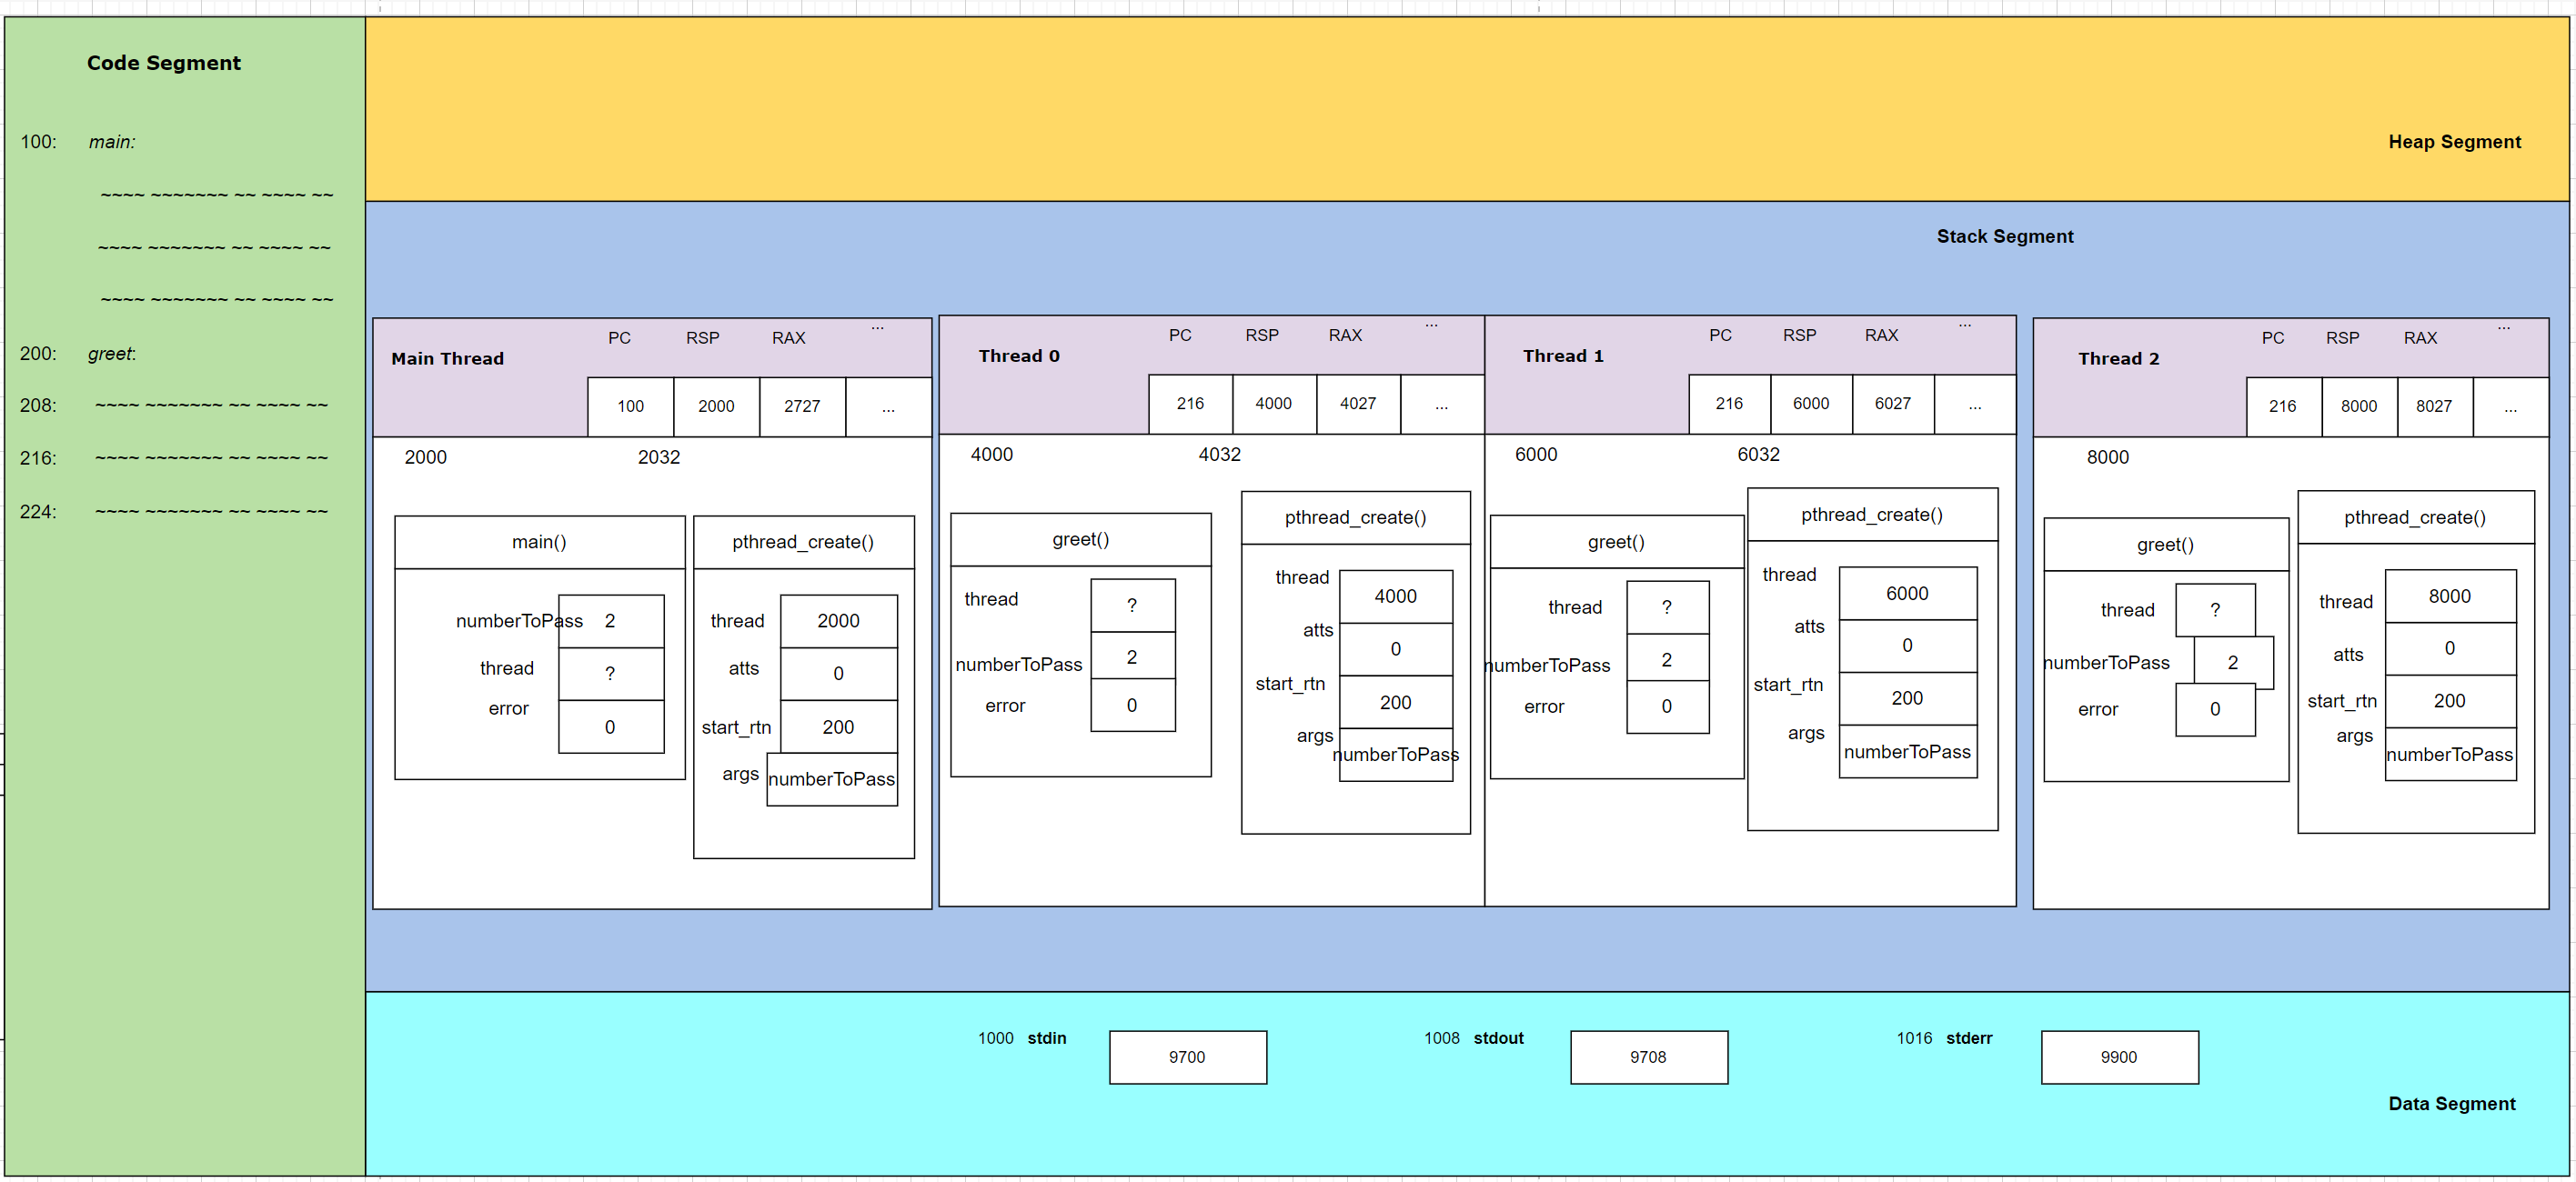 Code Segment
100: main:
~~~~ ~~~~~~~ ~~ ~~~~ ~~
~~~~ ~~~~~~~ ~~ ~~~~ ~~
~~~~ ~~~~~~~ ~~ ~~~~ ~~
200: greet:
208: ~~~~ ~~~~~~~ ~~ ~~~~ ~~
216: ~~~~ ~~~~~~~ ~~ ~~~~ ~~
224: ~~~~ ~~~~~~~ ~~ ~~~~ ~~
Heap Segment
Stack Segment
Main Thread
PC RSP RAX ...
100 2000 2727 ...
2000 2032
main()
numberToPass 2
thread ?
error 0
pthread_create()
thread 2000
atts 0
start_rtn 200
args numberToPass
Thread 0
PC RSP RAX ...
216 4000 4027 ...
4000 4032
greet()
thread ?
numberToPass 2
error 0
pthread_create()
thread 4000
atts 0
start_rtn 200
args numberToPass
Thread 1
PC RSP RAX ...
216 6000 6027 ...
6000 6032
greet()
thread ?
numberToPass 2
error 0
pthread_create()
thread 6000
atts 0
start_rtn 200
args numberToPass
Thread 2
PC RSP RAX ...
216 8000 8027 ...
8000
greet()
thread ?
numberToPass 2
error 0
pthread_create()
thread 8000
atts 0
start_rtn 200
args numberToPass
1000 stdin 9700
1008 stdout 9708
1016 stderr 9900
Data Segment